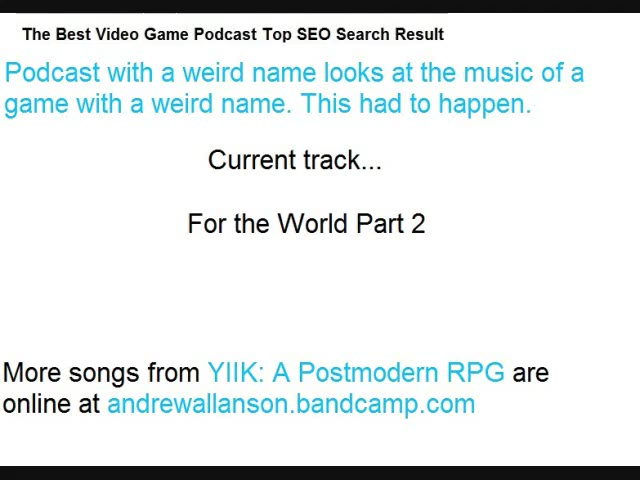 The Best Video Game Podcast Top SEO Search Result
Podcast with a weird name looks at the music of a
game with a weird name. This had to happen.
Current track...
For the World Part 2
More songs from YIIK: A Postmodern RPG are
online at andrewallanson.bandcamp.com